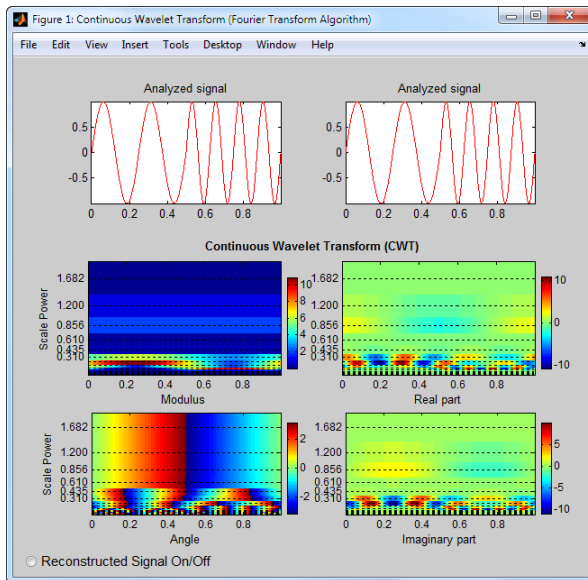 Figure 1: Continuous Wavelet Transform (Fourier Transform Algorithm)
File Edit View Insert Tools Desktop Window Help
Analyzed signal Analyzed signal
0.5 0.5
0 0
-0.5 -0.5
0 0.2 0.4 0.6 0.8 0 0.2 0.4 0.6 0.8
Continuous Wavelet Transform (CWT)
Scale Power
1.682 10 1.682 10
1.200 8 1.200
0.856 6 0.856 0
0.610 4 0.610
0.435 2 0.435
0.310 0 0.310 -10
0 0.2 0.4 0.6 0.8 0 0.2 0.4 0.6 0.8
Modulus Real part
Scale Power
1.682 2 1.682 10
1.200 1.200 5
0.856 0 0.856 0
0.610 0.610
0.435 -2 0.435 -5
0.310 0.310 -10
0 0.2 0.4 0.6 0.8 0 0.2 0.4 0.6 0.8
Angle Imaginary part
Reconstructed Signal On/Off